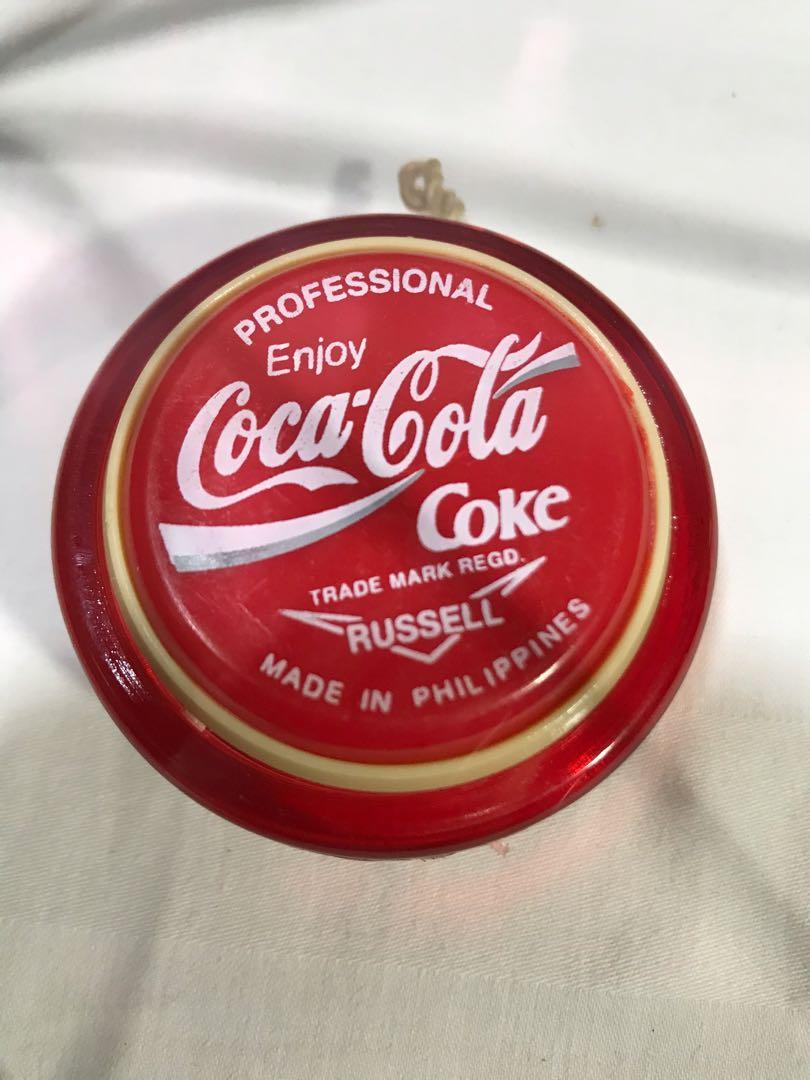 PROFESSIONAL
Enjoy
Coca-Cola
Coke
TRADE MARK REGD.
RUSSELL
MADE IN PHILIPPINES